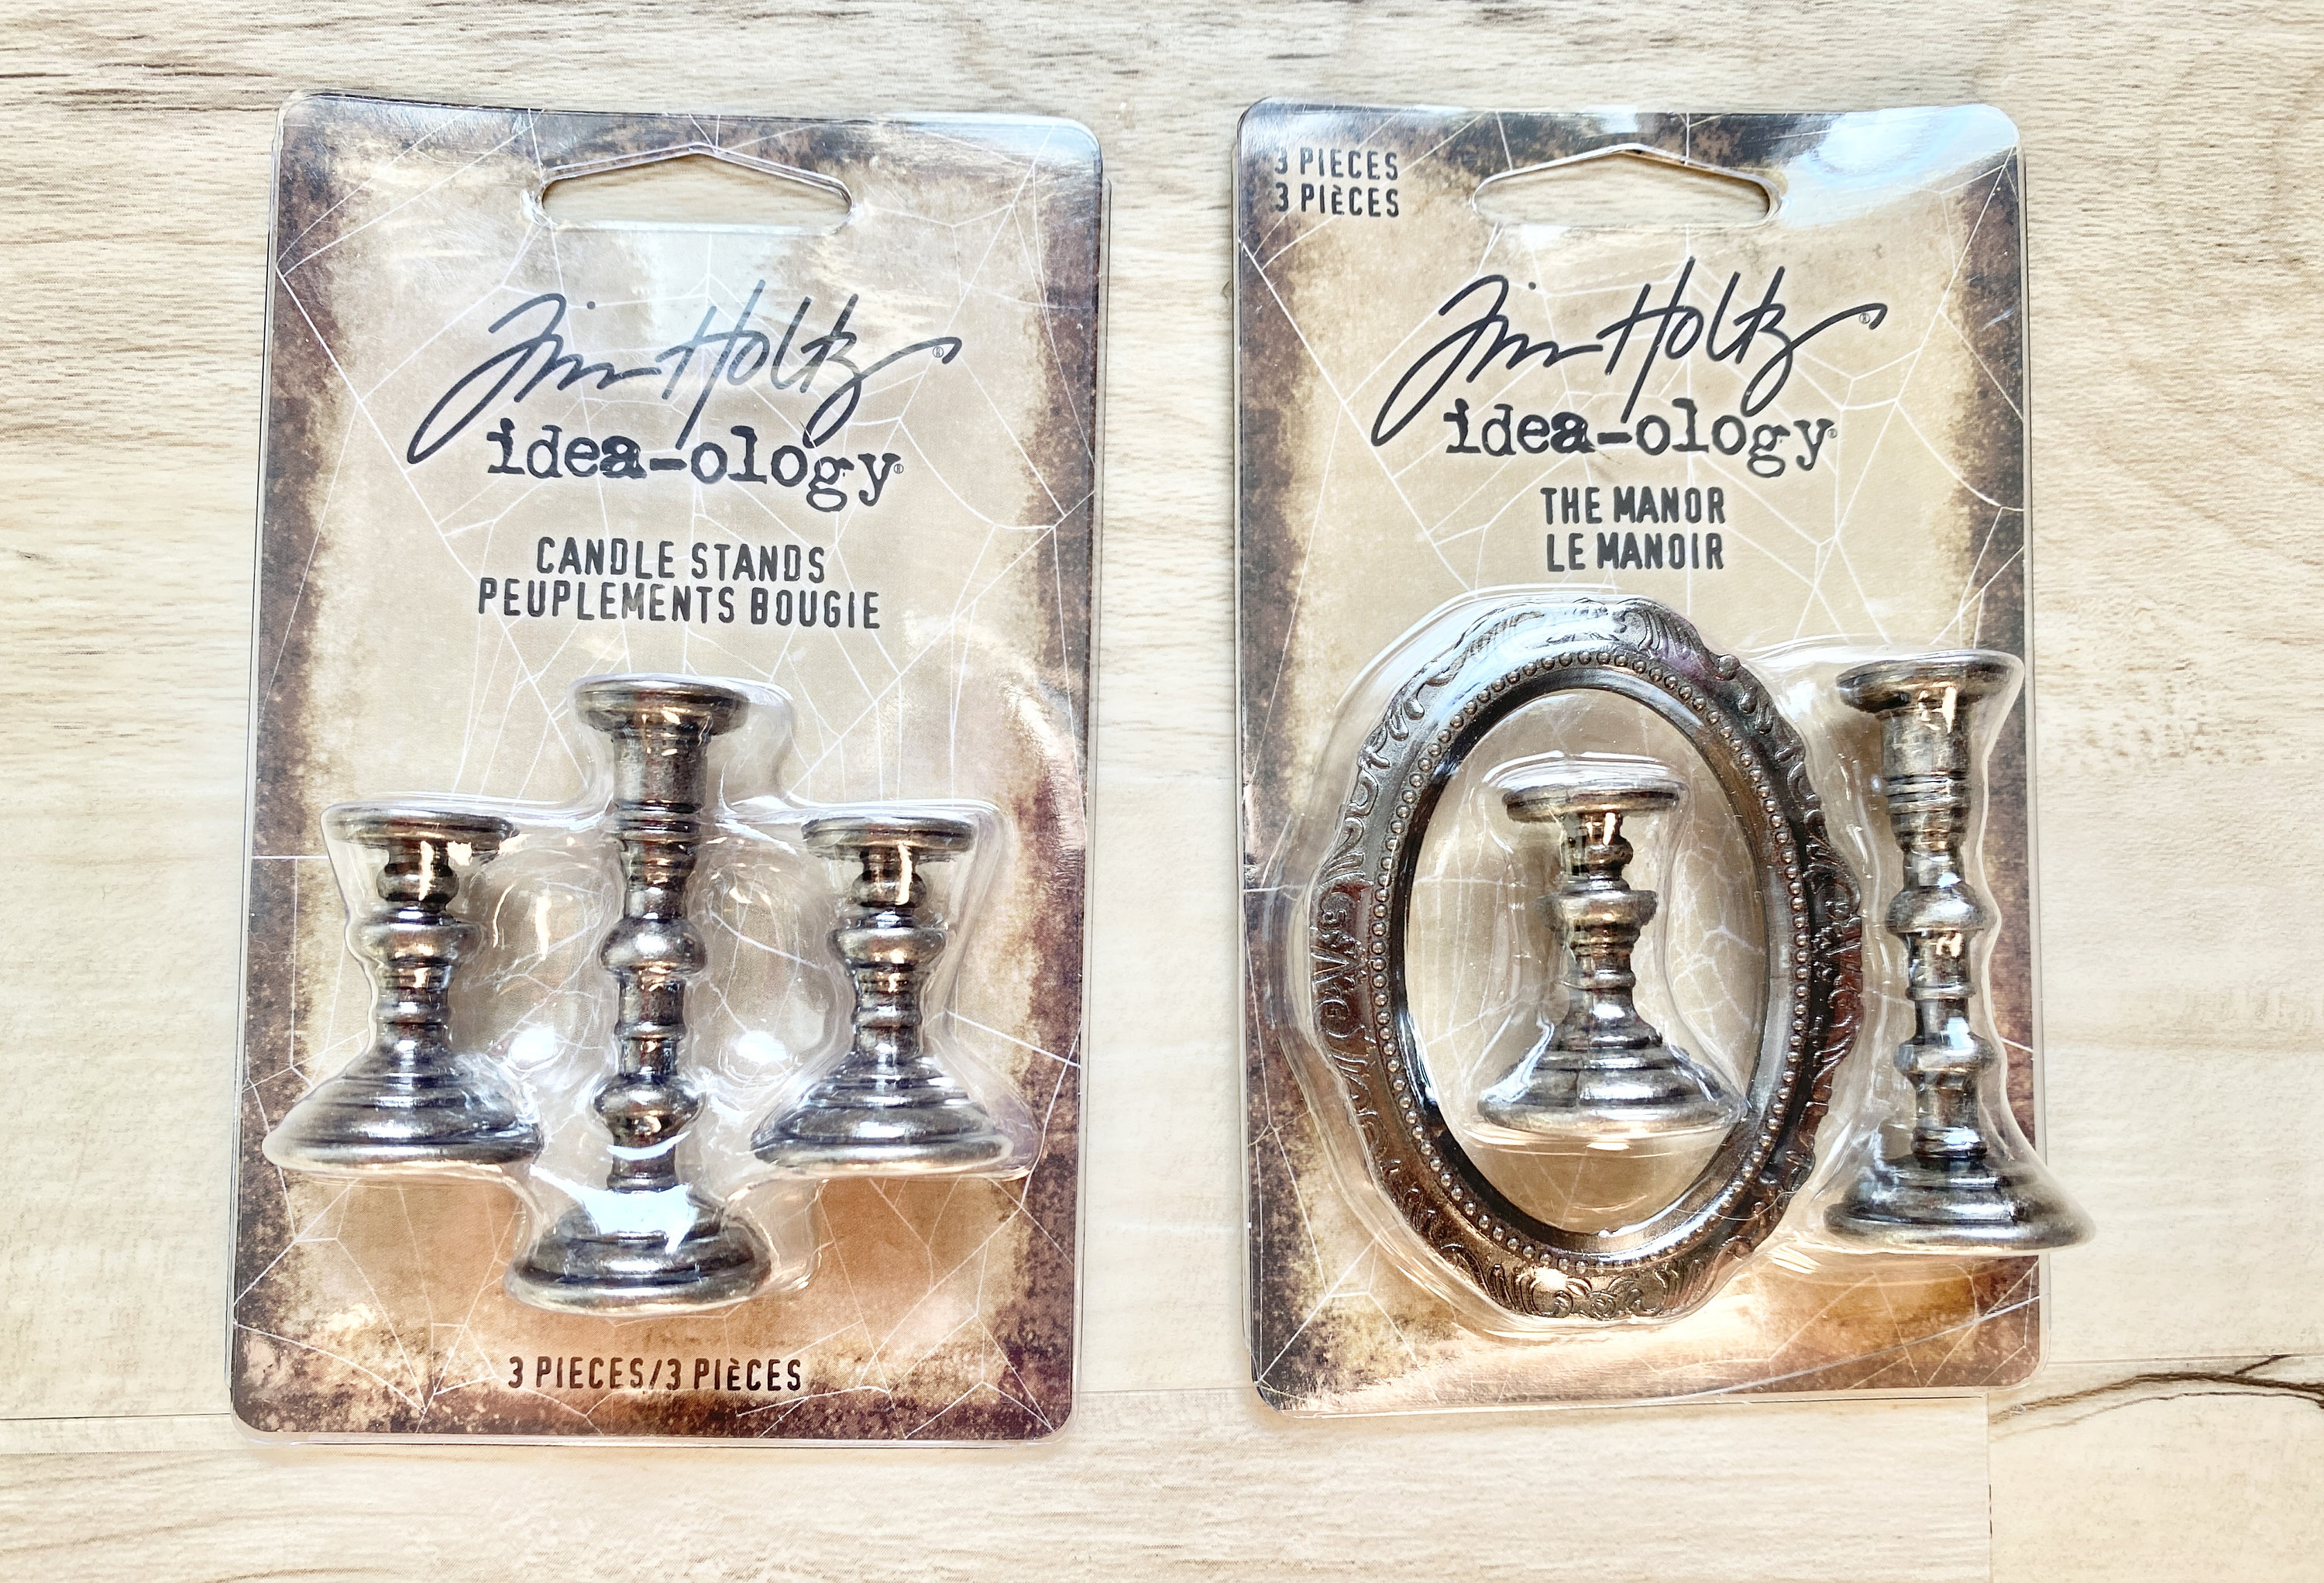 Tim Holtz®
idea-ology®
CANDLE STANDS
PEUPLEMENTS BOUGIE
3 PIECES/3 PIÈCES
3 PIECES
3 PIÈCES
Tim Holtz®
idea-ology®
THE MANOR
LE MANOIR